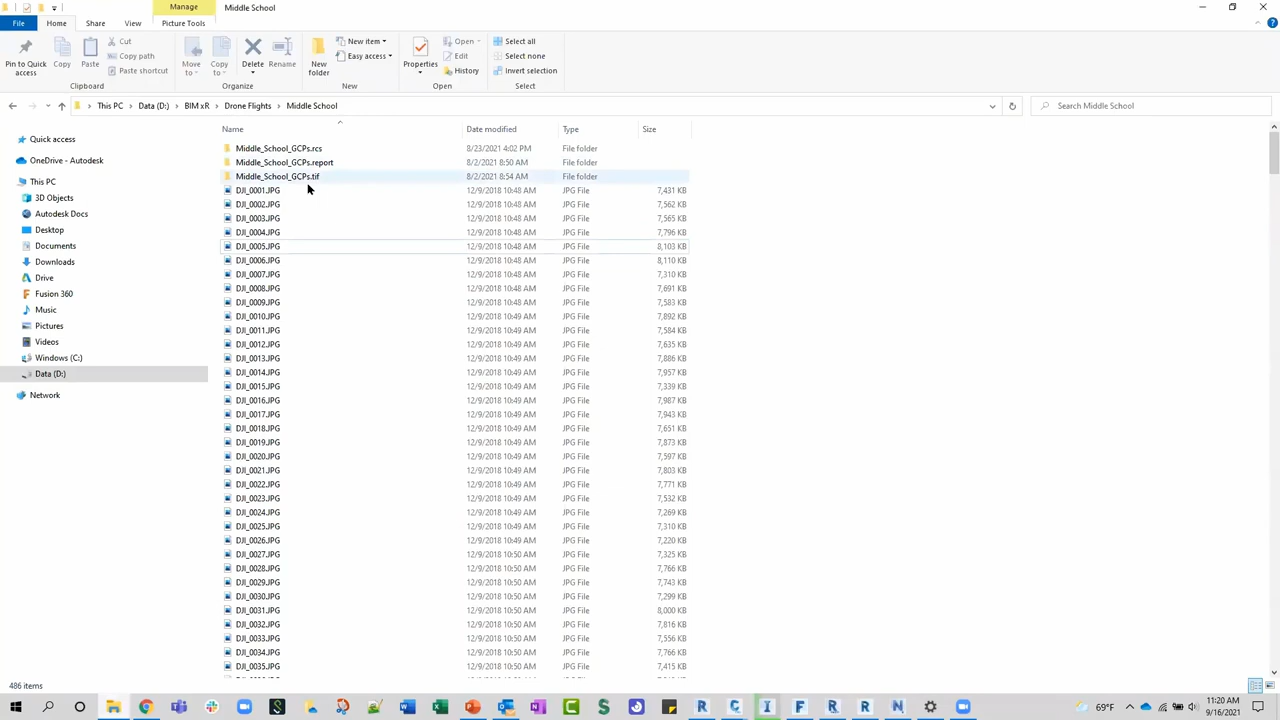 Manage
Middle School
File
Home
Share
View
Picture Tools
Pin to Quick access
Copy
Paste
Cut
Copy path
Paste shortcut
Clipboard
Move to
Copy to
Delete
Rename
Organize
New folder
New item
Easy access
New
Properties
Open
Edit
History
Open
Select all
Select none
Invert selection
Select
This PC
Data (D:)
BIM xR
Drone Flights
Middle School
Search Middle School
Name
Date modified
Type
Size
Quick access
OneDrive - Autodesk
This PC
3D Objects
Autodesk Docs
Desktop
Documents
Downloads
Drive
Fusion 360
Music
Pictures
Videos
Windows (C:)
Data (D:)
Network
Middle_School_GCPs.rcs 8/23/2021 4:02 PM File folder
Middle_School_GCPs.report 8/2/2021 8:50 AM File folder
Middle_School_GCPs.tif 8/2/2021 8:54 AM File folder
DJI_0001.JPG 12/9/2018 10:48 AM JPG File 7,431 KB
DJI_0002.JPG 12/9/2018 10:48 AM JPG File 7,562 KB
DJI_0003.JPG 12/9/2018 10:48 AM JPG File 7,565 KB
DJI_0004.JPG 12/9/2018 10:48 AM JPG File 7,796 KB
DJI_0005.JPG 12/9/2018 10:48 AM JPG File 8,103 KB
DJI_0006.JPG 12/9/2018 10:48 AM JPG File 8,110 KB
DJI_0007.JPG 12/9/2018 10:48 AM JPG File 7,310 KB
DJI_0008.JPG 12/9/2018 10:48 AM JPG File 7,691 KB
DJI_0009.JPG 12/9/2018 10:48 AM JPG File 7,583 KB
DJI_0010.JPG 12/9/2018 10:49 AM JPG File 7,892 KB
DJI_0011.JPG 12/9/2018 10:49 AM JPG File 7,584 KB
DJI_0012.JPG 12/9/2018 10:49 AM JPG File 7,635 KB
DJI_0013.JPG 12/9/2018 10:49 AM JPG File 7,886 KB
DJI_0014.JPG 12/9/2018 10:49 AM JPG File 7,957 KB
DJI_0015.JPG 12/9/2018 10:49 AM JPG File 7,339 KB
DJI_0016.JPG 12/9/2018 10:49 AM JPG File 7,987 KB
DJI_0017.JPG 12/9/2018 10:49 AM JPG File 7,943 KB
DJI_0018.JPG 12/9/2018 10:49 AM JPG File 7,651 KB
DJI_0019.JPG 12/9/2018 10:49 AM JPG File 7,873 KB
DJI_0020.JPG 12/9/2018 10:49 AM JPG File 7,597 KB
DJI_0021.JPG 12/9/2018 10:49 AM JPG File 7,803 KB
DJI_0022.JPG 12/9/2018 10:49 AM JPG File 7,771 KB
DJI_0023.JPG 12/9/2018 10:49 AM JPG File 7,532 KB
DJI_0024.JPG 12/9/2018 10:49 AM JPG File 7,269 KB
DJI_0025.JPG 12/9/2018 10:49 AM JPG File 7,310 KB
DJI_0026.JPG 12/9/2018 10:49 AM JPG File 7,220 KB
DJI_0027.JPG 12/9/2018 10:50 AM JPG File 7,325 KB
DJI_0028.JPG 12/9/2018 10:50 AM JPG File 7,766 KB
DJI_0029.JPG 12/9/2018 10:50 AM JPG File 7,743 KB
DJI_0030.JPG 12/9/2018 10:50 AM JPG File 7,299 KB
DJI_0031.JPG 12/9/2018 10:50 AM JPG File 8,000 KB
DJI_0032.JPG 12/9/2018 10:50 AM JPG File 7,816 KB
DJI_0033.JPG 12/9/2018 10:50 AM JPG File 7,556 KB
DJI_0034.JPG 12/9/2018 10:50 AM JPG File 7,766 KB
DJI_0035.JPG 12/9/2018 10:50 AM JPG File 7,415 KB
486 items
69°F
11:20 AM
9/16/2021